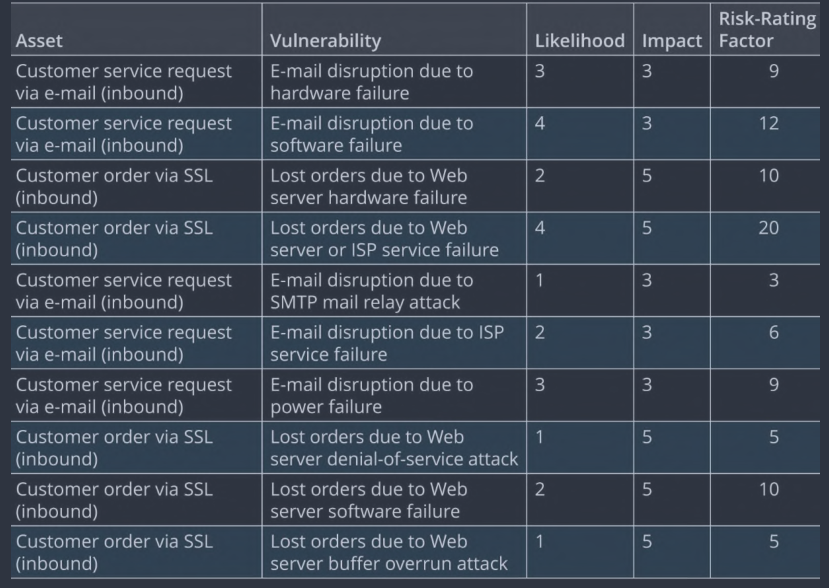 Asset Vulnerability Likelihood Impact Risk-Rating Factor
Customer service request via e-mail (inbound) E-mail disruption due to hardware failure 3 3 9
Customer service request via e-mail (inbound) E-mail disruption due to software failure 4 3 12
Customer order via SSL (inbound) Lost orders due to Web server hardware failure 2 5 10
Customer order via SSL (inbound) Lost orders due to Web server or ISP service failure 4 5 20
Customer service request via e-mail (inbound) E-mail disruption due to SMTP mail relay attack 1 3 3
Customer service request via e-mail (inbound) E-mail disruption due to ISP service failure 2 3 6
Customer service request via e-mail (inbound) E-mail disruption due to power failure 3 3 9
Customer order via SSL (inbound) Lost orders due to Web server denial-of-service attack 1 5 5
Customer order via SSL (inbound) Lost orders due to Web server software failure 2 5 10
Customer order via SSL (inbound) Lost orders due to Web server buffer overrun attack 1 5 5